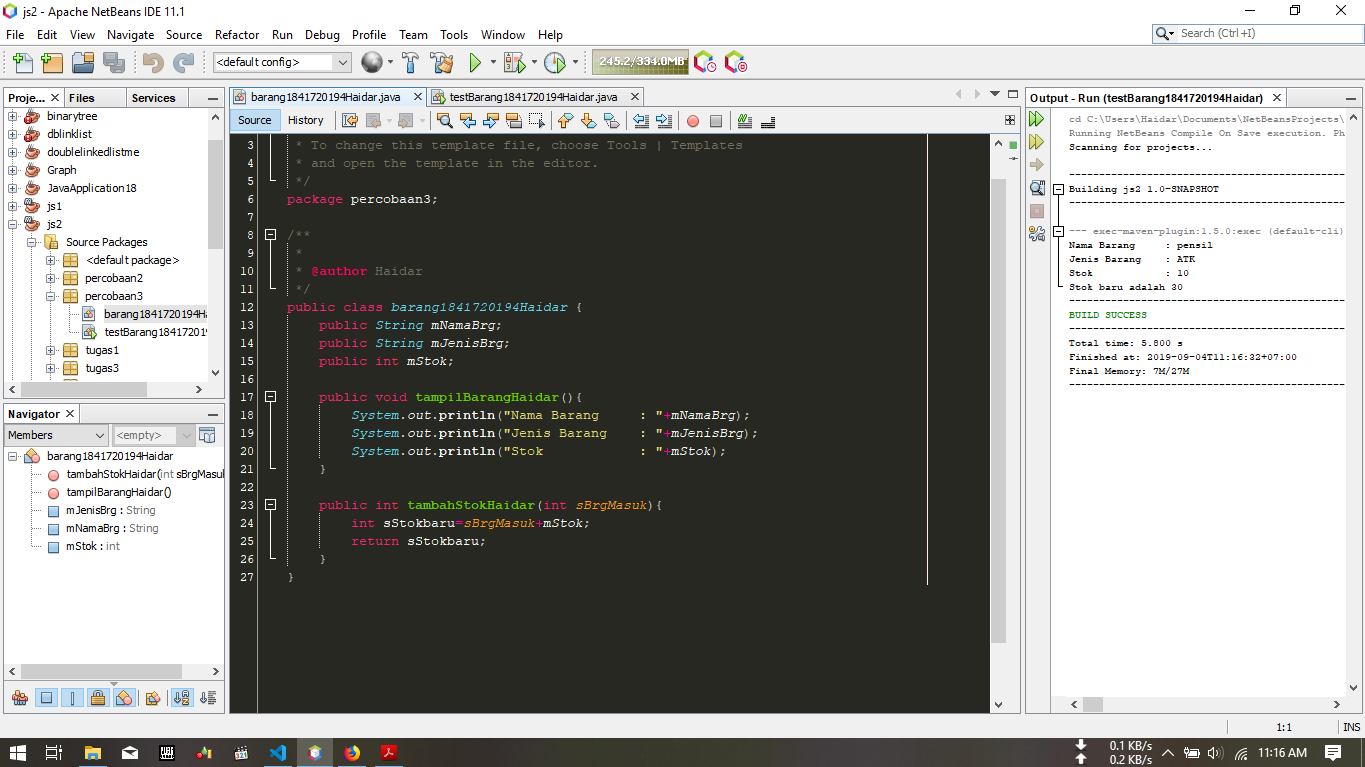 js2 - Apache NetBeans IDE 11.1
File Edit View Navigate Source Refactor Run Debug Profile Team Tools Window Help
Search (Ctrl+I)
<default config>
245.2/334.0MB
Proje... Files Services
binarytree
dblinklist
doublelinkedlistme
Graph
JavaApplication18
js1
js2
Source Packages
<default package>
percobaan2
percobaan3
barang1841720194Ha
testBarang18417201
tugas1
tugas3
Navigator
Members
<empty>
barang1841720194Haidar
tambahStokHaidar(int sBrgMasuk
tampilBarangHaidar()
mJenisBrg : String
mNamaBrg : String
mStok : int
barang1841720194Haidar.java testBarang1841720194Haidar.java
Source History
3 * To change this template file, choose Tools | Templates
4 * and open the template in the editor.
5 */
6 package percobaan3;
7
8 /**
9 *
10 * @author Haidar
11 */
12 public class barang1841720194Haidar {
13 public String mNamaBrg;
14 public String mJenisBrg;
15 public int mStok;
16
17 public void tampilBarangHaidar(){
18 System.out.println("Nama Barang     : "+mNamaBrg);
19 System.out.println("Jenis Barang    : "+mJenisBrg);
20 System.out.println("Stok            : "+mStok);
21 }
22
23 public int tambahStokHaidar(int sBrgMasuk){
24 int sStokbaru=sBrgMasuk+mStok;
25 return sStokbaru;
26 }
27 }
Output - Run (testBarang1841720194Haidar)
cd C:\Users\Haidar\Documents\NetBeansProjects\
Running NetBeans Compile On Save execution. Ph
Scanning for projects...
------------------------------------------------
Building js2 1.0-SNAPSHOT
------------------------------------------------
--- exec-maven-plugin:1.5.0:exec (default-cli)
Nama Barang     : pensil
Jenis Barang    : ATK
Stok            : 10
Stok baru adalah 30
------------------------------------------------
BUILD SUCCESS
------------------------------------------------
Total time: 5.800 s
Finished at: 2019-09-04T11:16:32+07:00
Final Memory: 7M/27M
------------------------------------------------
1:1 INS
0.1 KB/s
0.2 KB/s
11:16 AM